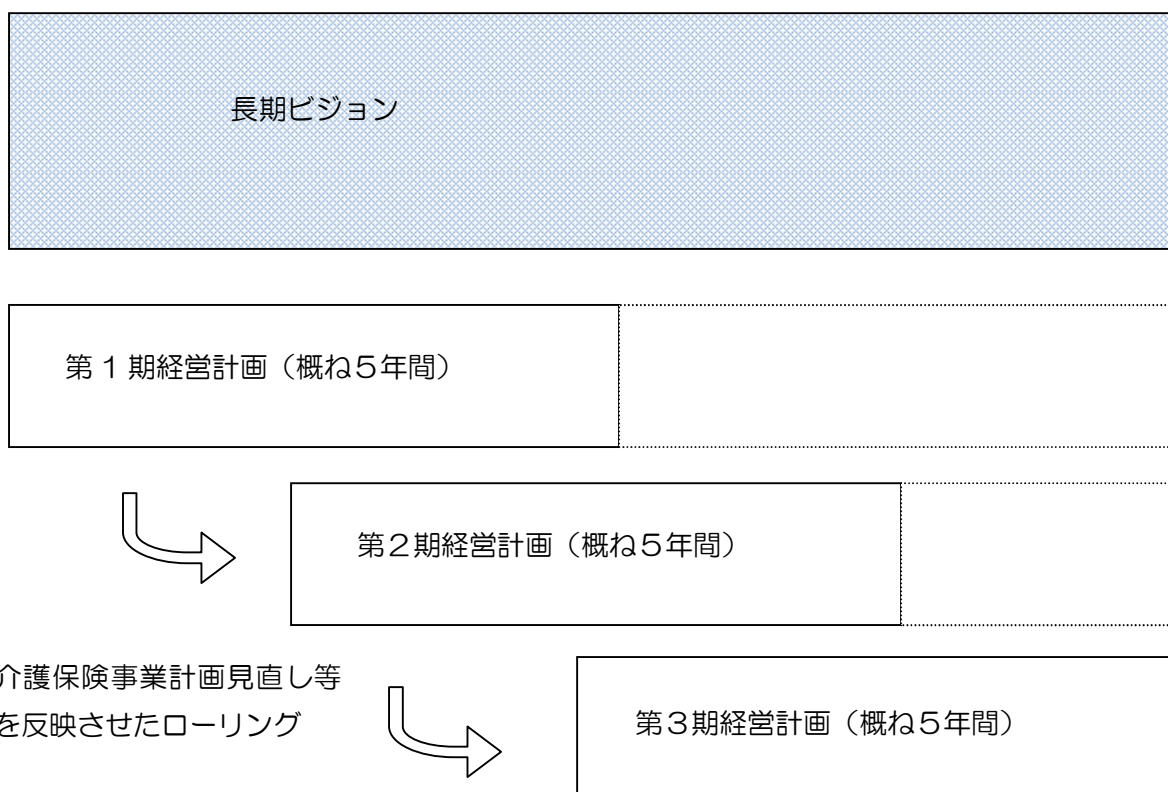 長期ビジョン
第1期経営計画（概ね５年間）
第２期経営計画（概ね５年間）
介護保険事業計画見直し等
を反映させたローリング
第３期経営計画（概ね５年間）